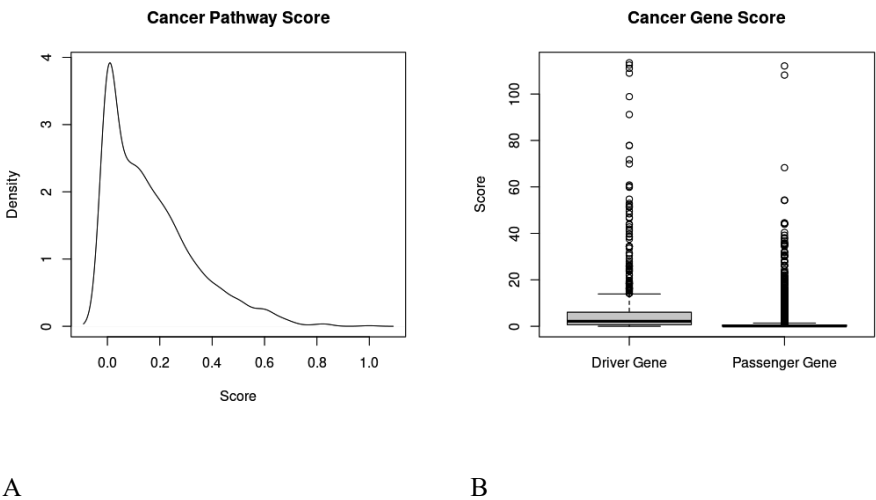 Cancer Pathway Score
Density
0
1
2
3
4
0.0 0.2 0.4 0.6 0.8 1.0
Score
A
Cancer Gene Score
Score
0
20
40
60
80
100
Driver Gene Passenger Gene
B